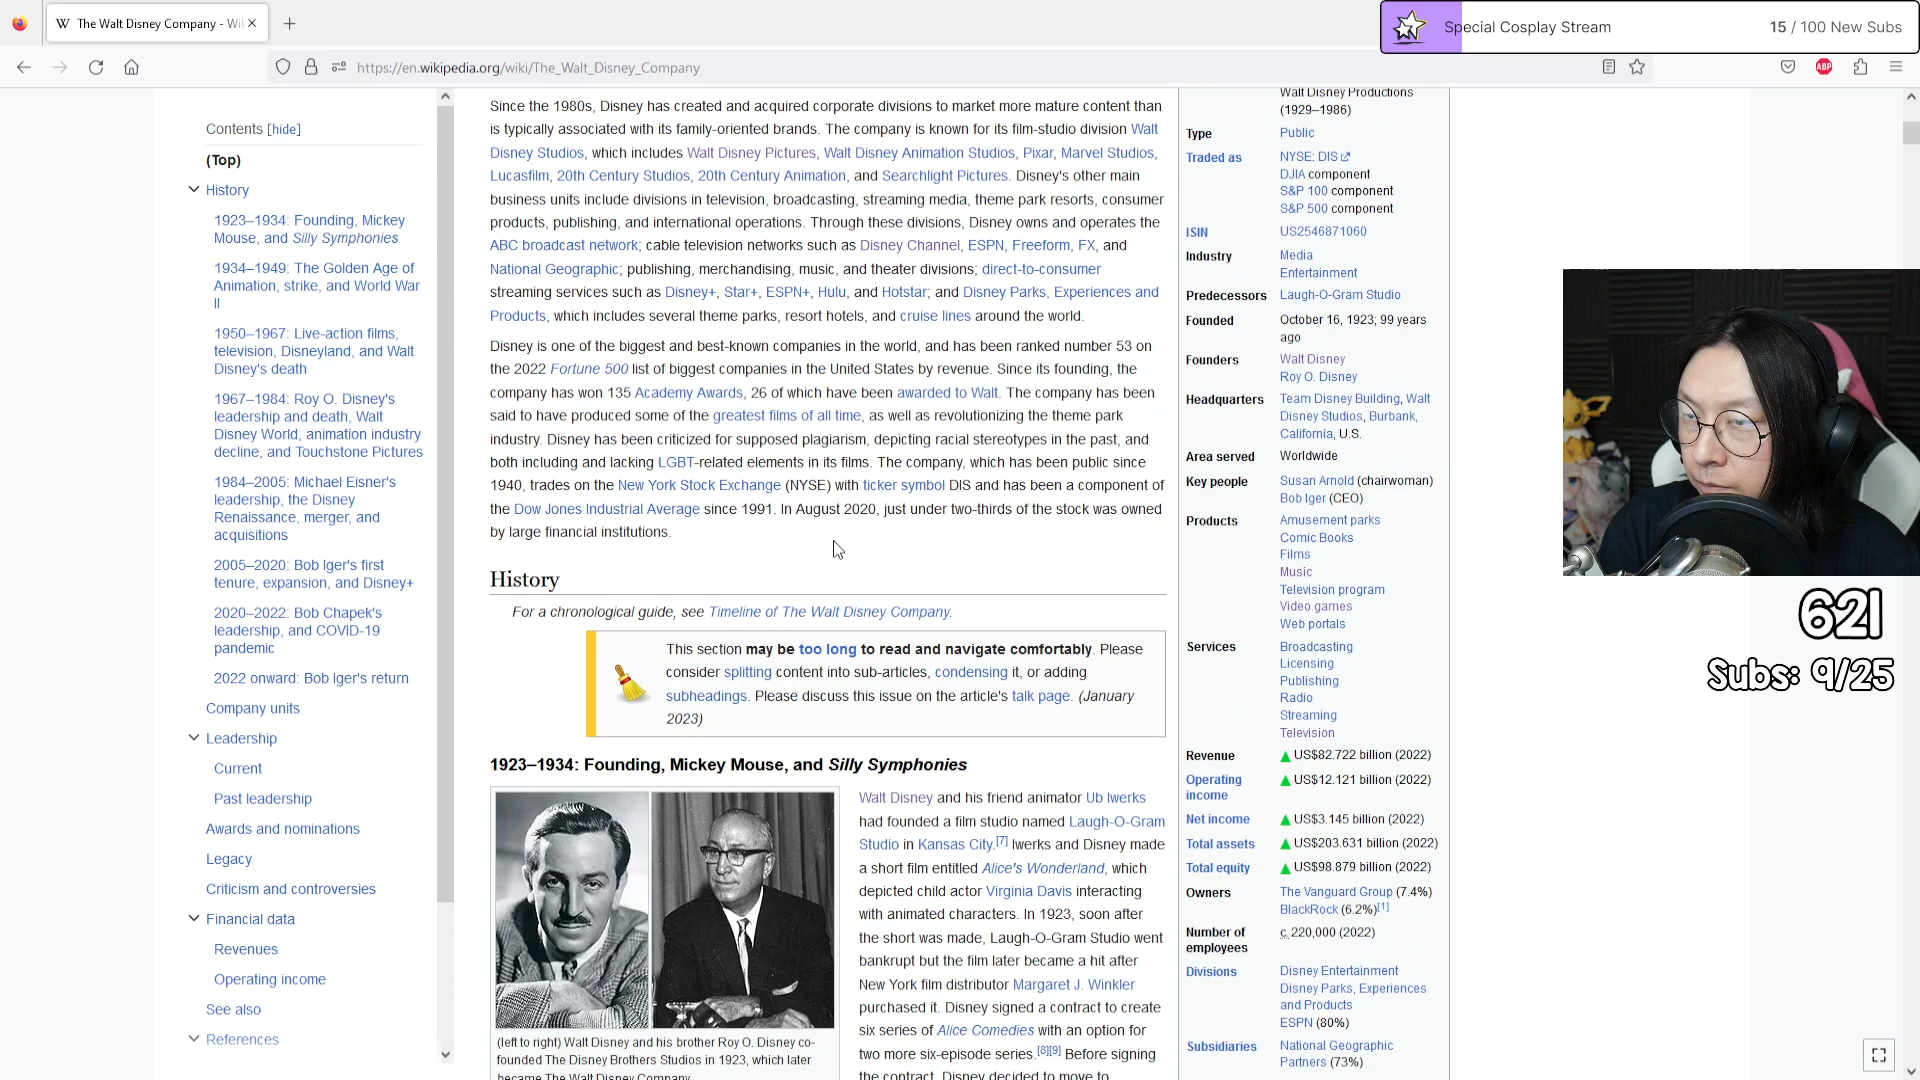 The Walt Disney Company - Wi
Special Cosplay Stream
15 / 100 New Subs
https://en.wikipedia.org/wiki/The_Walt_Disney_Company
ABP
Contents [hide]
(Top)
History
1923–1934: Founding, Mickey
Mouse, and Silly Symphonies
1934–1949: The Golden Age of
Animation, strike, and World War
II
1950–1967: Live-action films,
television, Disneyland, and Walt
Disney's death
1967–1984: Roy O. Disney's
leadership and death, Walt
Disney World, animation industry
decline, and Touchstone Pictures
1984–2005: Michael Eisner's
leadership, the Disney
Renaissance, merger, and
acquisitions
2005–2020: Bob Iger's first
tenure, expansion, and Disney+
2020–2022: Bob Chapek's
leadership, and COVID-19
pandemic
2022 onward: Bob Iger's return
Company units
Leadership
Current
Past leadership
Awards and nominations
Legacy
Criticism and controversies
Financial data
Revenues
Operating income
See also
References
Since the 1980s, Disney has created and acquired corporate divisions to market more mature content than
is typically associated with its family-oriented brands. The company is known for its film-studio division Walt
Disney Studios, which includes Walt Disney Pictures, Walt Disney Animation Studios, Pixar, Marvel Studios,
Lucasfilm, 20th Century Studios, 20th Century Animation, and Searchlight Pictures. Disney's other main
business units include divisions in television, broadcasting, streaming media, theme park resorts, consumer
products, publishing, and international operations. Through these divisions, Disney owns and operates the
ABC broadcast network; cable television networks such as Disney Channel, ESPN, Freeform, FX, and
National Geographic; publishing, merchandising, music, and theater divisions; direct-to-consumer
streaming services such as Disney+, Star+, ESPN+, Hulu, and Hotstar; and Disney Parks, Experiences and
Products, which includes several theme parks, resort hotels, and cruise lines around the world.
Disney is one of the biggest and best-known companies in the world, and has been ranked number 53 on
the 2022 Fortune 500 list of biggest companies in the United States by revenue. Since its founding, the
company has won 135 Academy Awards, 26 of which have been awarded to Walt. The company has been
said to have produced some of the greatest films of all time, as well as revolutionizing the theme park
industry. Disney has been criticized for supposed plagiarism, depicting racial stereotypes in the past, and
both including and lacking LGBT-related elements in its films. The company, which has been public since
1940, trades on the New York Stock Exchange (NYSE) with ticker symbol DIS and has been a component of
the Dow Jones Industrial Average since 1991. In August 2020, just under two-thirds of the stock was owned
by large financial institutions.
History
For a chronological guide, see Timeline of The Walt Disney Company.
This section may be too long to read and navigate comfortably. Please
consider splitting content into sub-articles, condensing it, or adding
subheadings. Please discuss this issue on the article's talk page. (January
2023)
1923–1934: Founding, Mickey Mouse, and Silly Symphonies
(left to right) Walt Disney and his brother Roy O. Disney co-
founded The Disney Brothers Studios in 1923, which later
became The Walt Disney Company
Walt Disney and his friend animator Ub Iwerks
had founded a film studio named Laugh-O-Gram
Studio in Kansas City.[7] Iwerks and Disney made
a short film entitled Alice's Wonderland, which
depicted child actor Virginia Davis interacting
with animated characters. In 1923, soon after
the short was made, Laugh-O-Gram Studio went
bankrupt but the film later became a hit after
New York film distributor Margaret J. Winkler
purchased it. Disney signed a contract to create
six series of Alice Comedies with an option for
two more six-episode series.[8][9] Before signing
the contract, Disney decided to move to
Walt Disney Productions
(1929–1986)
Type Public
Traded as NYSE: DIS
DJIA component
S&P 100 component
S&P 500 component
ISIN US2546871060
Industry Media
Entertainment
Predecessors Laugh-O-Gram Studio
Founded October 16, 1923; 99 years
ago
Founders Walt Disney
Roy O. Disney
Headquarters Team Disney Building, Walt
Disney Studios, Burbank,
California, U.S.
Area served Worldwide
Key people Susan Arnold (chairwoman)
Bob Iger (CEO)
Products Amusement parks
Comic Books
Films
Music
Television program
Video games
Web portals
Services Broadcasting
Licensing
Publishing
Radio
Streaming
Television
Revenue US$82.722 billion (2022)
Operating income US$12.121 billion (2022)
Net income US$3.145 billion (2022)
Total assets US$203.631 billion (2022)
Total equity US$98.879 billion (2022)
Owners The Vanguard Group (7.4%)
BlackRock (6.2%)[1]
Number of employees c. 220,000 (2022)
Divisions Disney Entertainment
Disney Parks, Experiences
and Products
ESPN (80%)
Subsidiaries National Geographic
Partners (73%)
621
Subs: 9/25